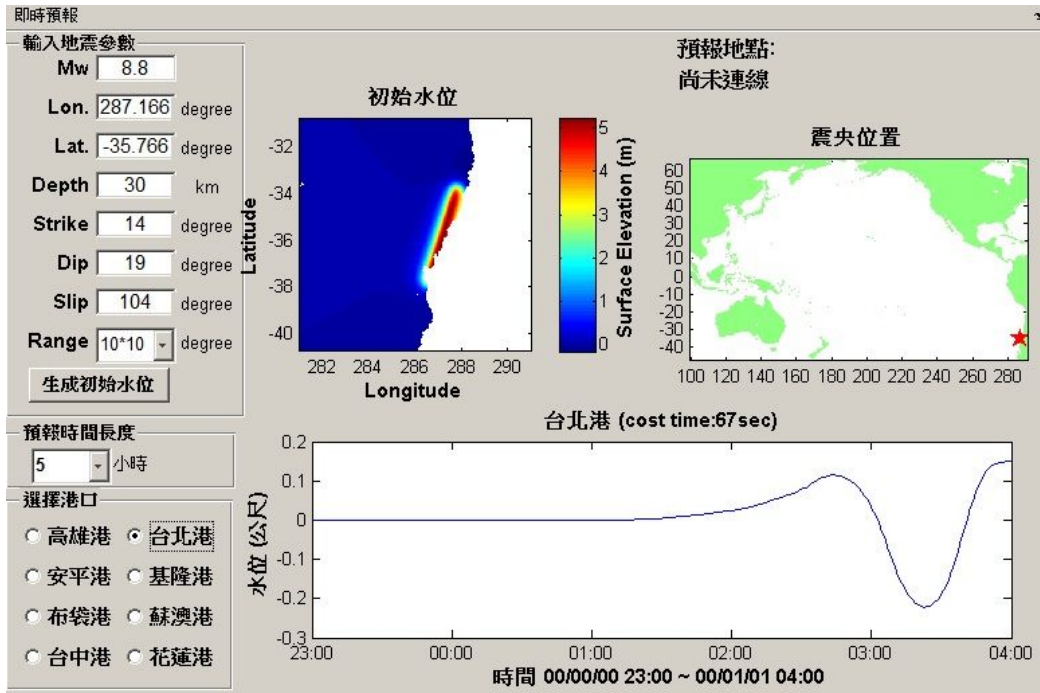 即時預報
輸入地震參數
Mw 8.8
Lon. 287.166 degree
Lat. -35.766 degree
Depth 30 km
Strike 14 degree
Dip 19 degree
Slip 104 degree
Range 10*10 degree
生成初始水位
預報時間長度
5 小時
選擇港口
高雄港 台北港
安平港 基隆港
布袋港 蘇澳港
台中港 花蓮港
初始水位
Latitude
-32
-34
-36
-38
-40
282 284 286 288 290
Longitude
5
4
3
2
1
0
Surface Elevation (m)
預報地點:
尚未連線
震央位置
60
50
40
30
20
10
0
-10
-20
-30
-40
100 120 140 160 180 200 220 240 260 280
台北港 (cost time:67sec)
水位 (公尺)
0.2
0.1
0
-0.1
-0.2
-0.3
23:00 00:00 01:00 02:00 03:00 04:00
時間 00/00/00 23:00 ~ 00/01/01 04:00